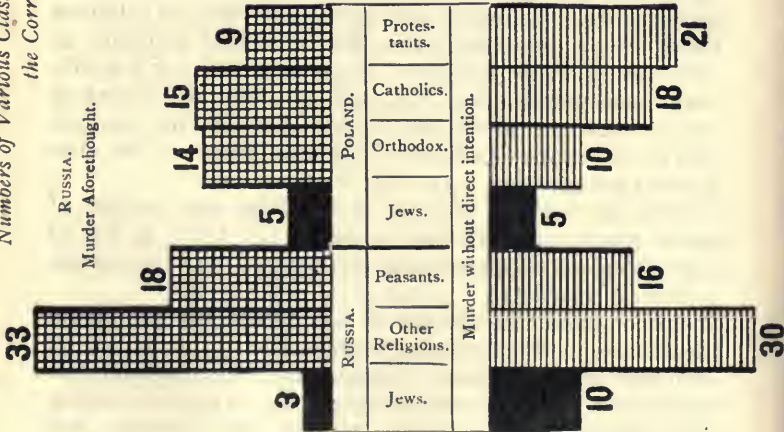 Numbers of Various Class
the Corr
RUSSIA.
Murder Aforethought.
9
15
14
5
18
33
3
POLAND.
RUSSIA.
Protes-
tants.
Catholics.
Orthodox.
Jews.
Peasants.
Other
Religions.
Jews.
Murder without direct intention.
21
18
10
5
16
30
10